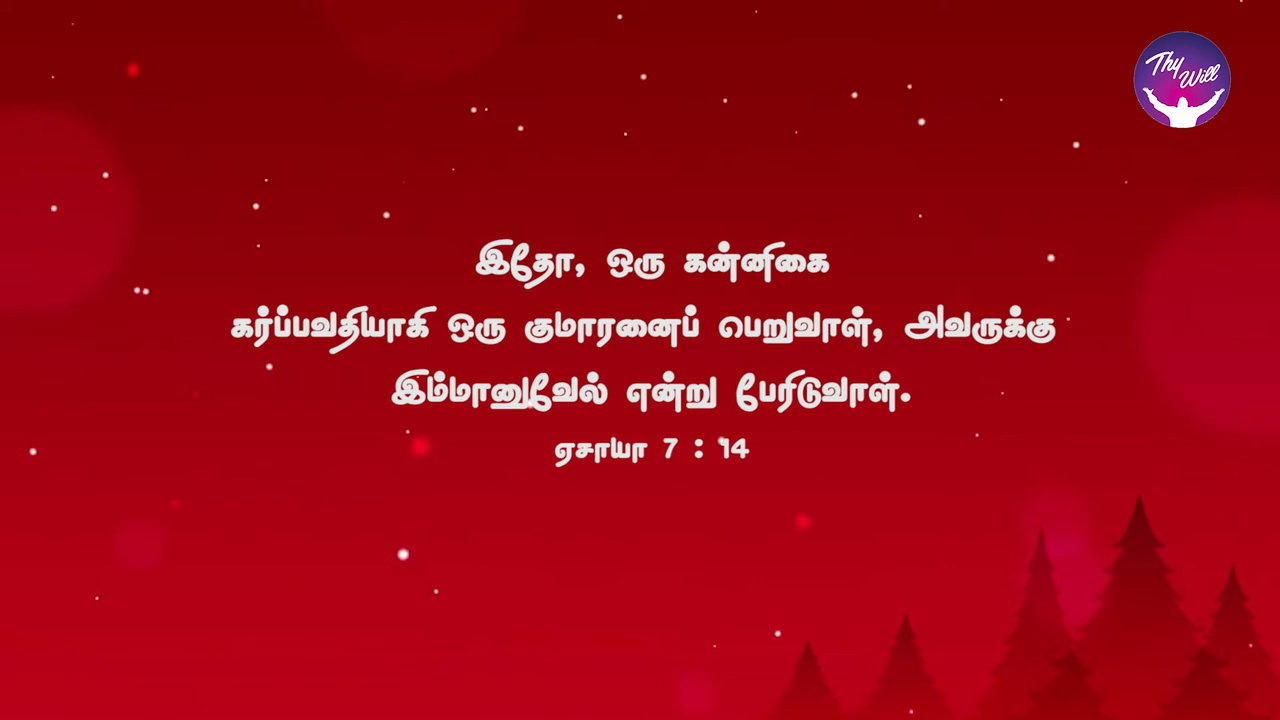 Thy Will
இதோ, ஒரு கன்னிகை
கர்ப்பவதியாகி ஒரு குமாரனைப் பெறுவாள், அவருக்கு
இம்மானுவேல் என்று பேரிடுவாள்.
ஏசாயா 7 : 14